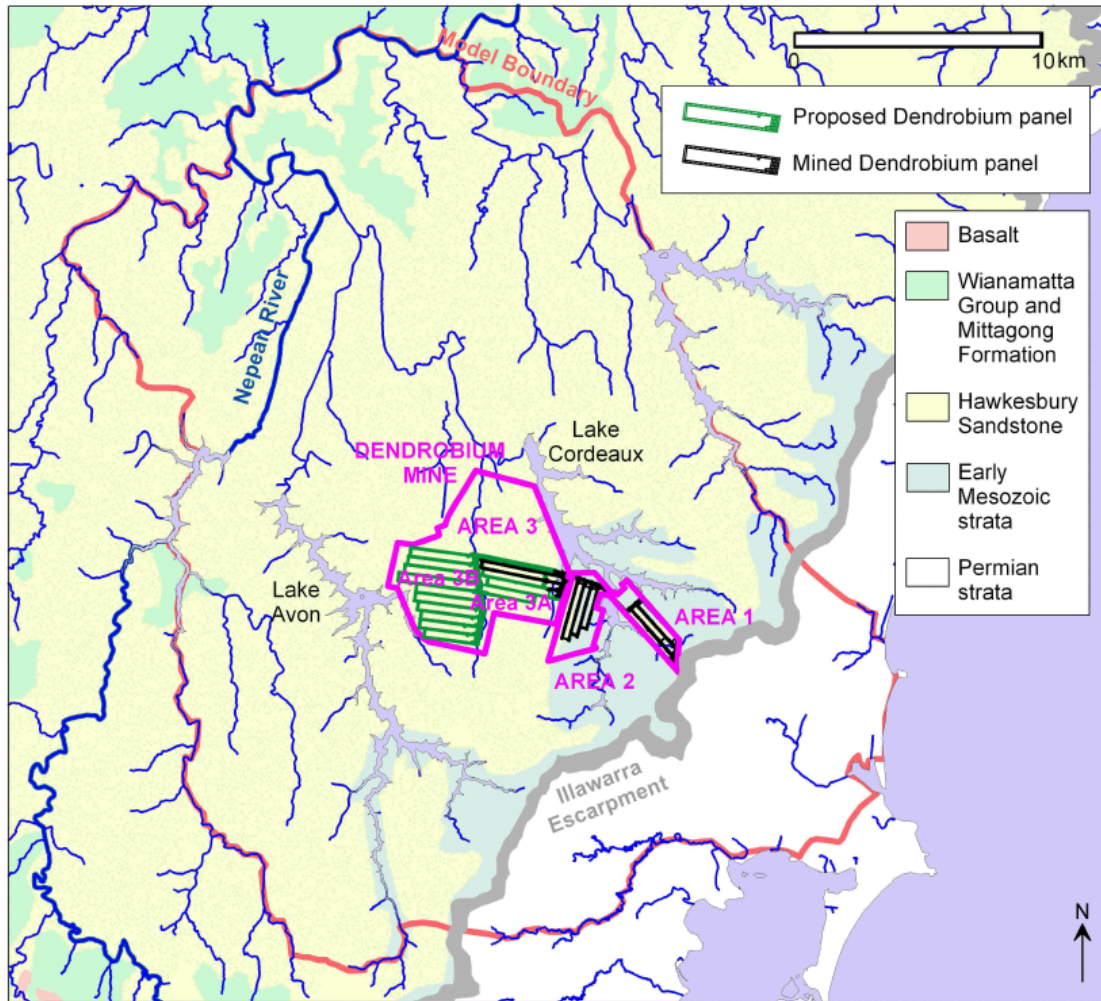 Model Boundary
0
10 km
Proposed Dendrobium panel
Mined Dendrobium panel
Basalt
Wianamatta
Group and
Mittagong
Formation
Hawkesbury
Sandstone
Early
Mesozoic
strata
Permian
strata
Nepean River
Lake
Cordeaux
DENDROBIUM
MINE
AREA 3
Area 3B
Area 3A
Lake
Avon
AREA 1
AREA 2
Illawarra
Escarpment
N